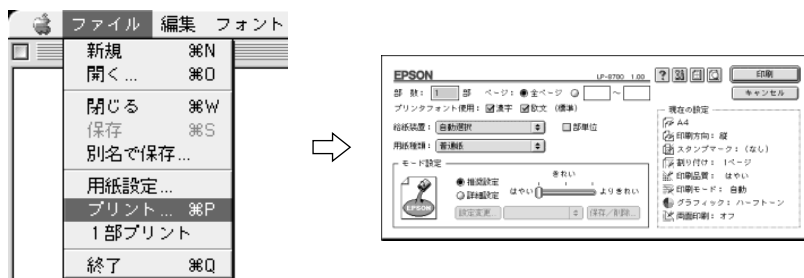 ファイル 編集 フォント
新規 ⌘N
開く... ⌘O
閉じる ⌘W
保存 ⌘S
別名で保存...
用紙設定...
プリント... ⌘P
1部プリント
終了 ⌘Q
EPSON LP-8700 1.00 ? 印刷
部 数: 1 部 ページ: 全ページ ~ キャンセル
プリンタフォント使用: 漢字 欧文 (標準)
給紙装置: 自動選択 部単位
用紙種類: 普通紙
モード設定
きれい
推奨設定 はやい よりきれい
詳細設定
EPSON 設定変更... 保存/削除...
現在の設定
A4
印刷方向: 縦
スタンプマーク: (なし)
割り付け: 1ページ
印刷品質: はやい
印刷モード: 自動
グラフィック: ハーフトーン
両面印刷: オフ